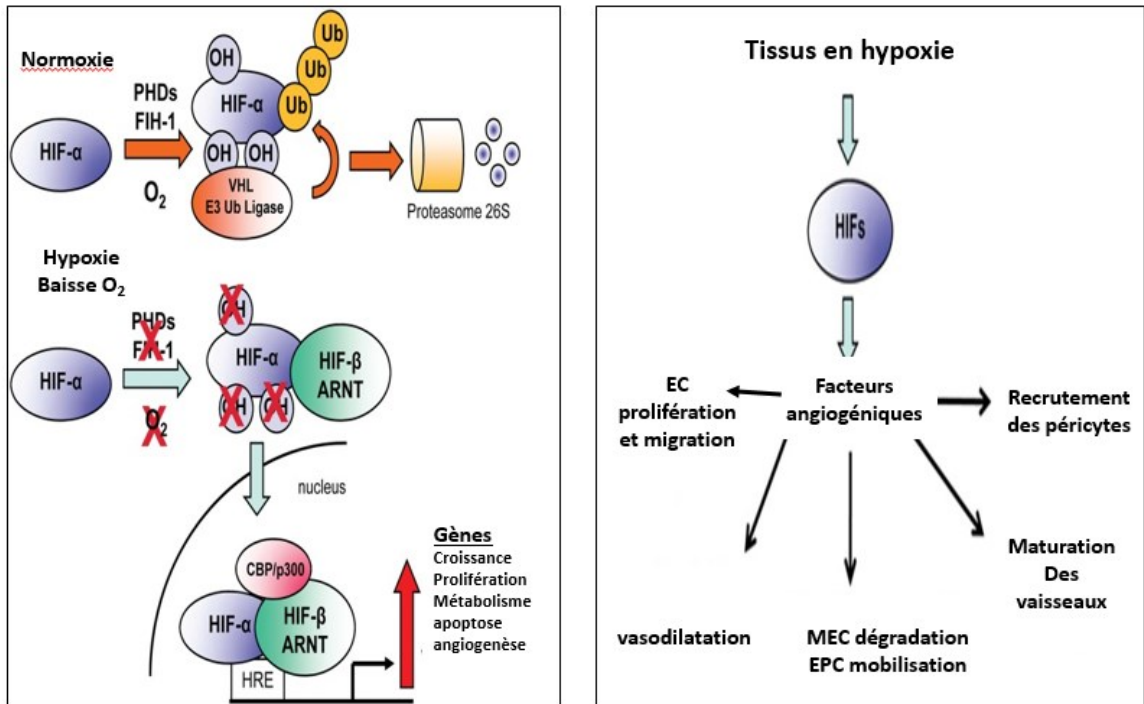 Normoxie
HIF-α
PHDs
FIH-1
O2
OH
HIF-α
Ub
Ub
Ub
OH
OH
VHL
E3 Ub Ligase
Proteasome 26S
Hypoxie
Baisse O2
HIF-α
PHDs
FIH-1
O2
OH
HIF-α
OH
OH
HIF-β
ARNT
nucleus
CBP/p300
HIF-α
HIF-β
ARNT
HRE
Gènes
Croissance
Prolifération
Métabolisme
apoptose
angiogenèse
Tissus en hypoxie
HIFs
EC
prolifération
et migration
Facteurs
angiogéniques
Recrutement
des péricytes
Maturation
Des
vaisseaux
vasodilatation
MEC dégradation
EPC mobilisation